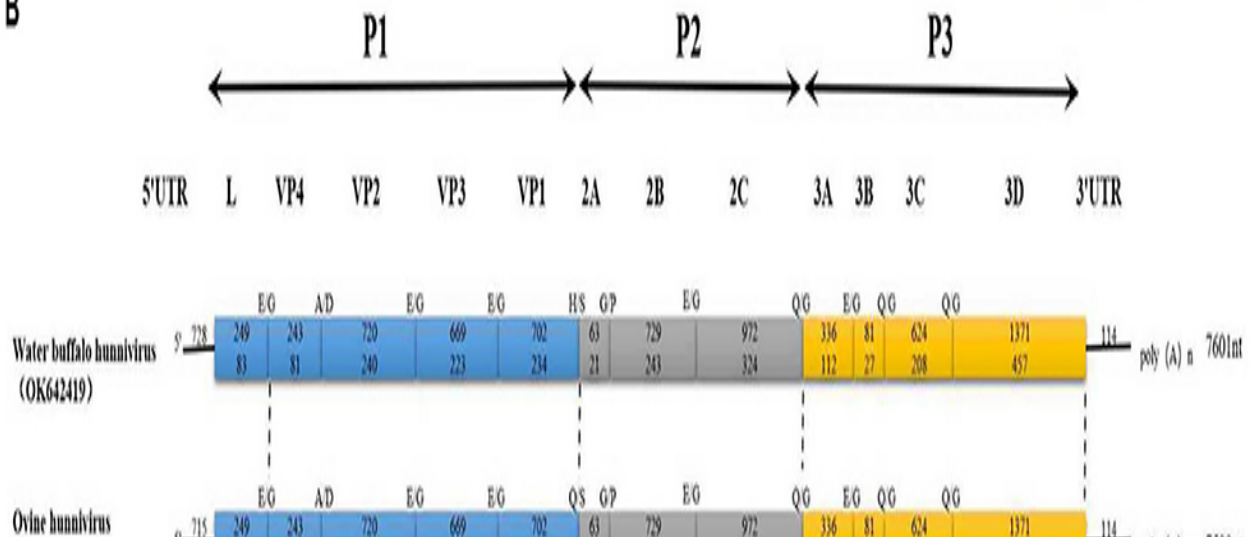 B
P1 P2 P3
5'UTR L VP4 VP2 VP3 VP1 2A 2B 2C 3A 3B 3C 3D 3'UTR
E/G A/D E/G E/G H/S G/P E/G Q/G E/G Q/G Q/G
Water buffalo hunnivirus
(OK642419)
5' 728 249 243 720 669 702 63 729 972 336 81 624 1371 114
83 81 240 223 234 21 243 324 112 27 208 457
poly (A) n 7601nt
E/G A/D E/G E/G Q/S G/P E/G Q/G E/G Q/G Q/G
Ovine hunnivirus
715 249 243 720 669 702 63 729 972 336 81 624 1371 114